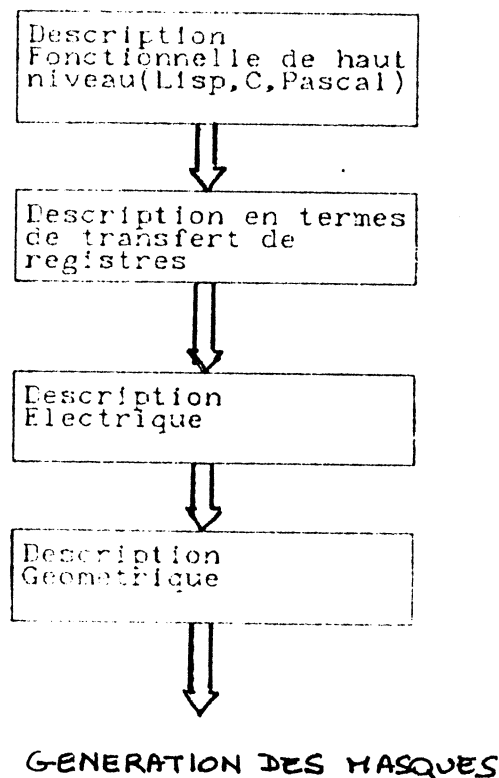 Description
Fonctionnelle de haut
niveau(Lisp,C,Pascal)
Description en termes
de transfert de
registres
Description
Electrique
Description
Geometrique
GENERATION DES MASQUES